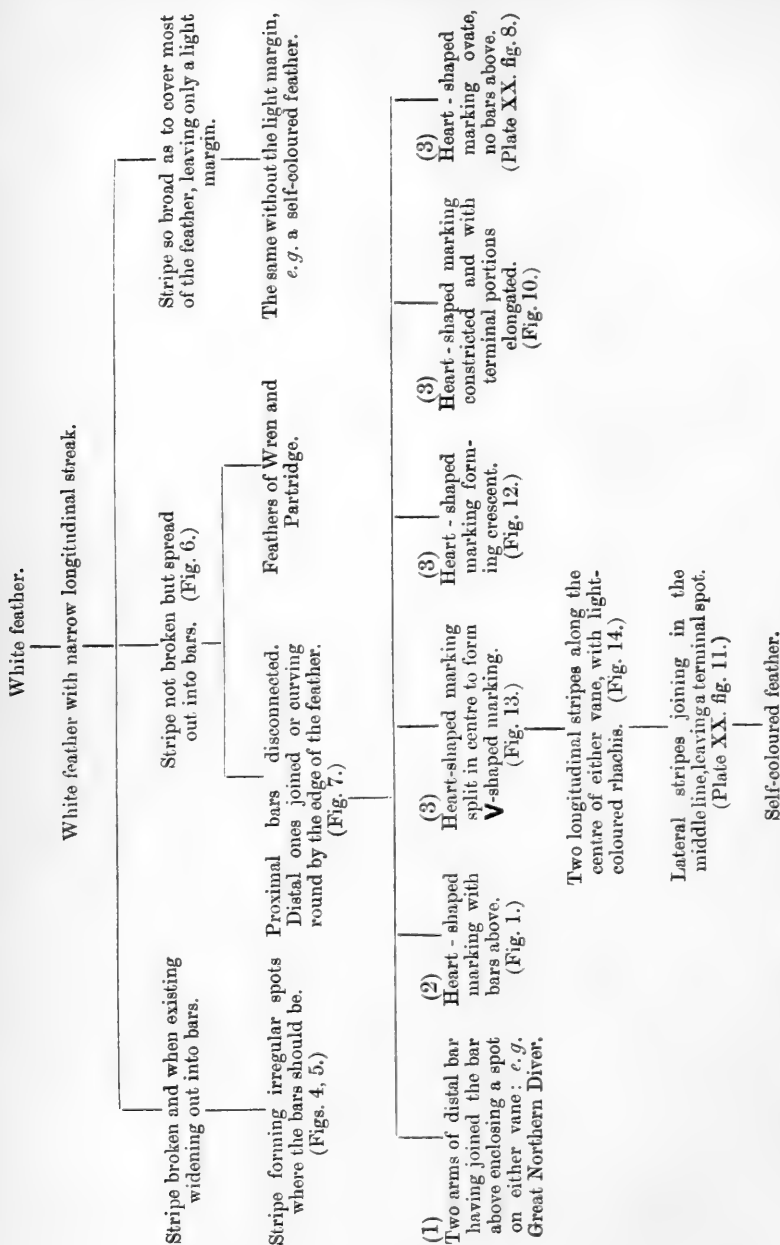 White feather.
White feather with narrow longitudinal streak.
Stripe broken and when existing
widening out into bars.
Stripe not broken but spread
out into bars. (Fig. 6.)
Stripe so broad as to cover most
of the feather, leaving only a light
margin.
Stripe forming irregular spots
where the bars should be.
(Figs. 4, 5.)
Proximal bars disconnected.
Distal ones joined or curving
round by the edge of the feather.
(Fig. 7.)
Feathers of Wren and
Partridge.
The same without the light margin,
e.g. a self-coloured feather.
(1)
Two arms of distal bar
having joined the bar
above enclosing a spot
on either vane: e.g.
Great Northern Diver.
(2)
Heart - shaped
marking with
bars above.
(Fig. 1.)
(3)
Heart-shaped marking
split in centre to form
V-shaped marking.
(Fig. 13.)
(3)
Heart - shaped
marking form-
ing crescent.
(Fig. 12.)
(3)
Heart-shaped marking
constricted and with
terminal portions
elongated.
(Fig. 10.)
(3)
Heart - shaped
marking ovate,
no bars above.
(Plate XX. fig. 8.)
Two longitudinal stripes along the
centre of either vane, with light-
coloured rhachis. (Fig. 14.)
Lateral stripes joining in the
middle line, leaving a terminal spot.
(Plate XX. fig. 11.)
Self-coloured feather.